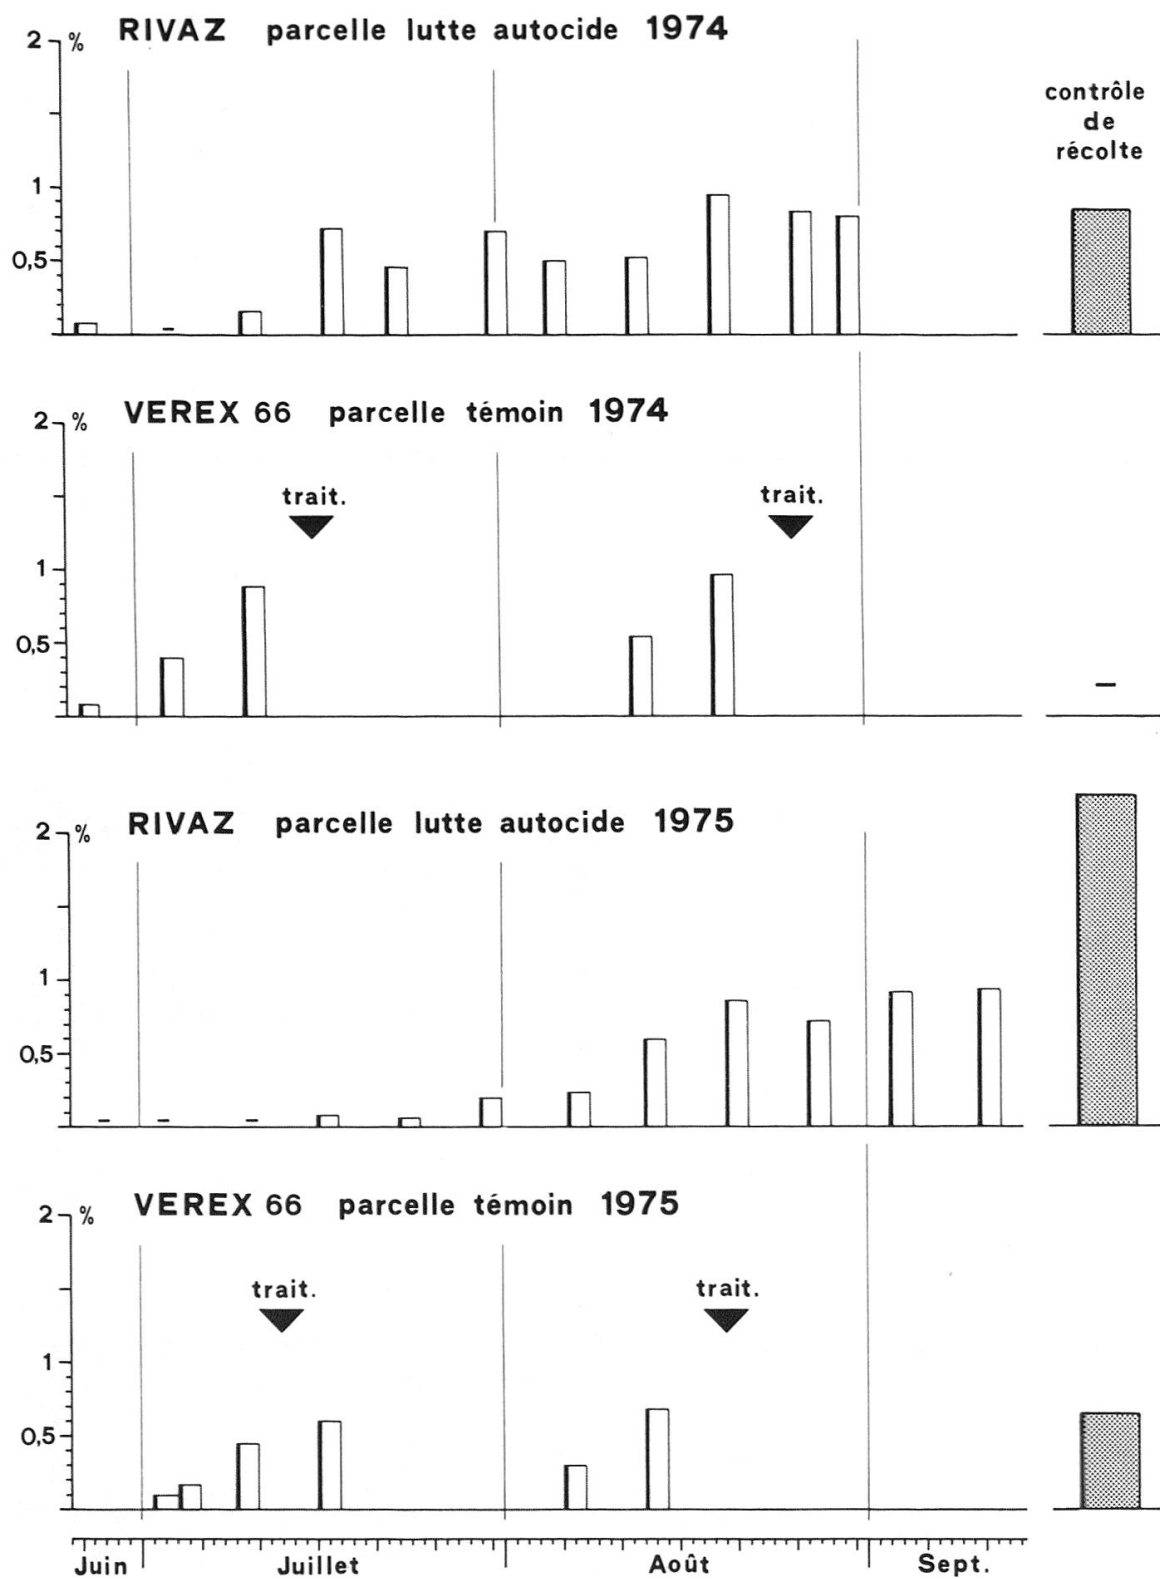 RIVAZ parcelle lutte autocide 1974
2 %
1
0,5
contrôle
de
récolte
VEREX 66 parcelle témoin 1974
2 %
trait. trait.
1
0,5
RIVAZ parcelle lutte autocide 1975
2 %
1
0,5
VEREX 66 parcelle témoin 1975
2 %
trait. trait.
1
0,5
Juin Juillet Août Sept.